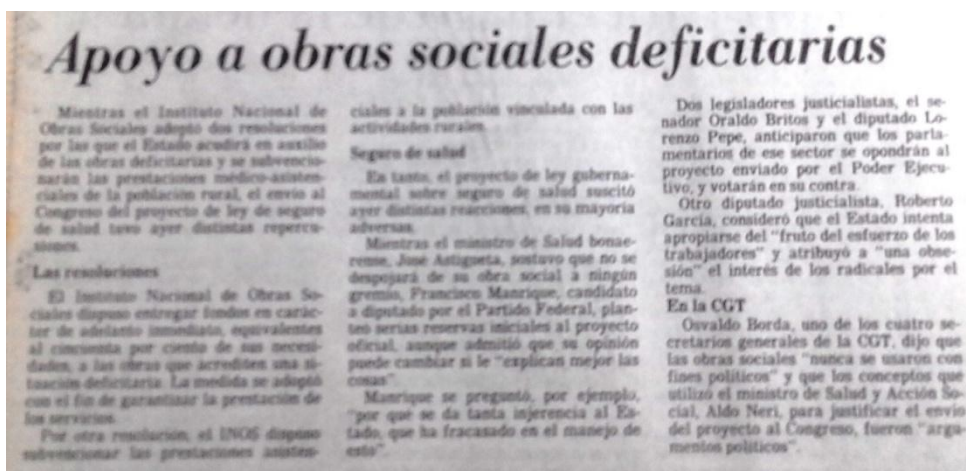 Apoyo a obras sociales deficitarias
Mientras el Instituto Nacional de
Obras Sociales adoptó dos resoluciones
por las que el Estado acudirá en auxilio
de las obras deficitarias y se subvencio-
narán las prestaciones médico-asisten-
ciales de la población rural, el envío al
Congreso del proyecto de ley de seguro
de salud tuvo ayer distintas repercu-
siones.
Las resoluciones
El Instituto Nacional de Obras So-
ciales dispuso entregar fondos en carác-
ter de adelanto inmediato, equivalentes
al cincuenta por ciento de sus necesi-
dades, a las obras que acrediten una si-
tuación deficitaria. La medida se adoptó
con el fin de garantizar la prestación de
los servicios.
Por otra resolución, el INOS dispuso
subvencionar las prestaciones asisten-
ciales a la población vinculada con las
actividades rurales.
Seguro de salud
En tanto, el proyecto de ley guberna-
mental sobre seguro de salud suscitó
ayer distintas reacciones, en su mayoría
adversas.
Mientras el ministro de Salud bonae-
rense, José Astigueta, sostuvo que no se
despojará de su obra social a ningún
gremio, Francisco Manrique, candidato
a diputado por el Partido Federal, plan-
teó serias reservas iniciales al proyecto
oficial, aunque admitió que su opinión
puede cambiar si le "explican mejor las
cosas".
Manrique se preguntó, por ejemplo,
"por qué se da tanta injerencia al Es-
tado, que ha fracasado en el manejo de
esto".
Dos legisladores justicialistas, el se-
nador Oraldo Britos y el diputado Lo-
renzo Pepe, anticiparon que los parla-
mentarios de ese sector se opondrán al
proyecto enviado por el Poder Ejecu-
tivo, y votarán en su contra.
Otro diputado justicialista, Roberto
García, consideró que el Estado intenta
apropiarse del "fruto del esfuerzo de los
trabajadores" y atribuyó a "una obse-
sión" el interés de los radicales por el
tema.
En la CGT
Osvaldo Borda, uno de los cuatro se-
cretarios generales de la CGT, dijo que
las obras sociales "nunca se usaron con
fines políticos" y que los conceptos que
utilizó el ministro de Salud y Acción So-
cial, Aldo Neri, para justificar el envío
del proyecto al Congreso, fueron "argu-
mentos políticos".